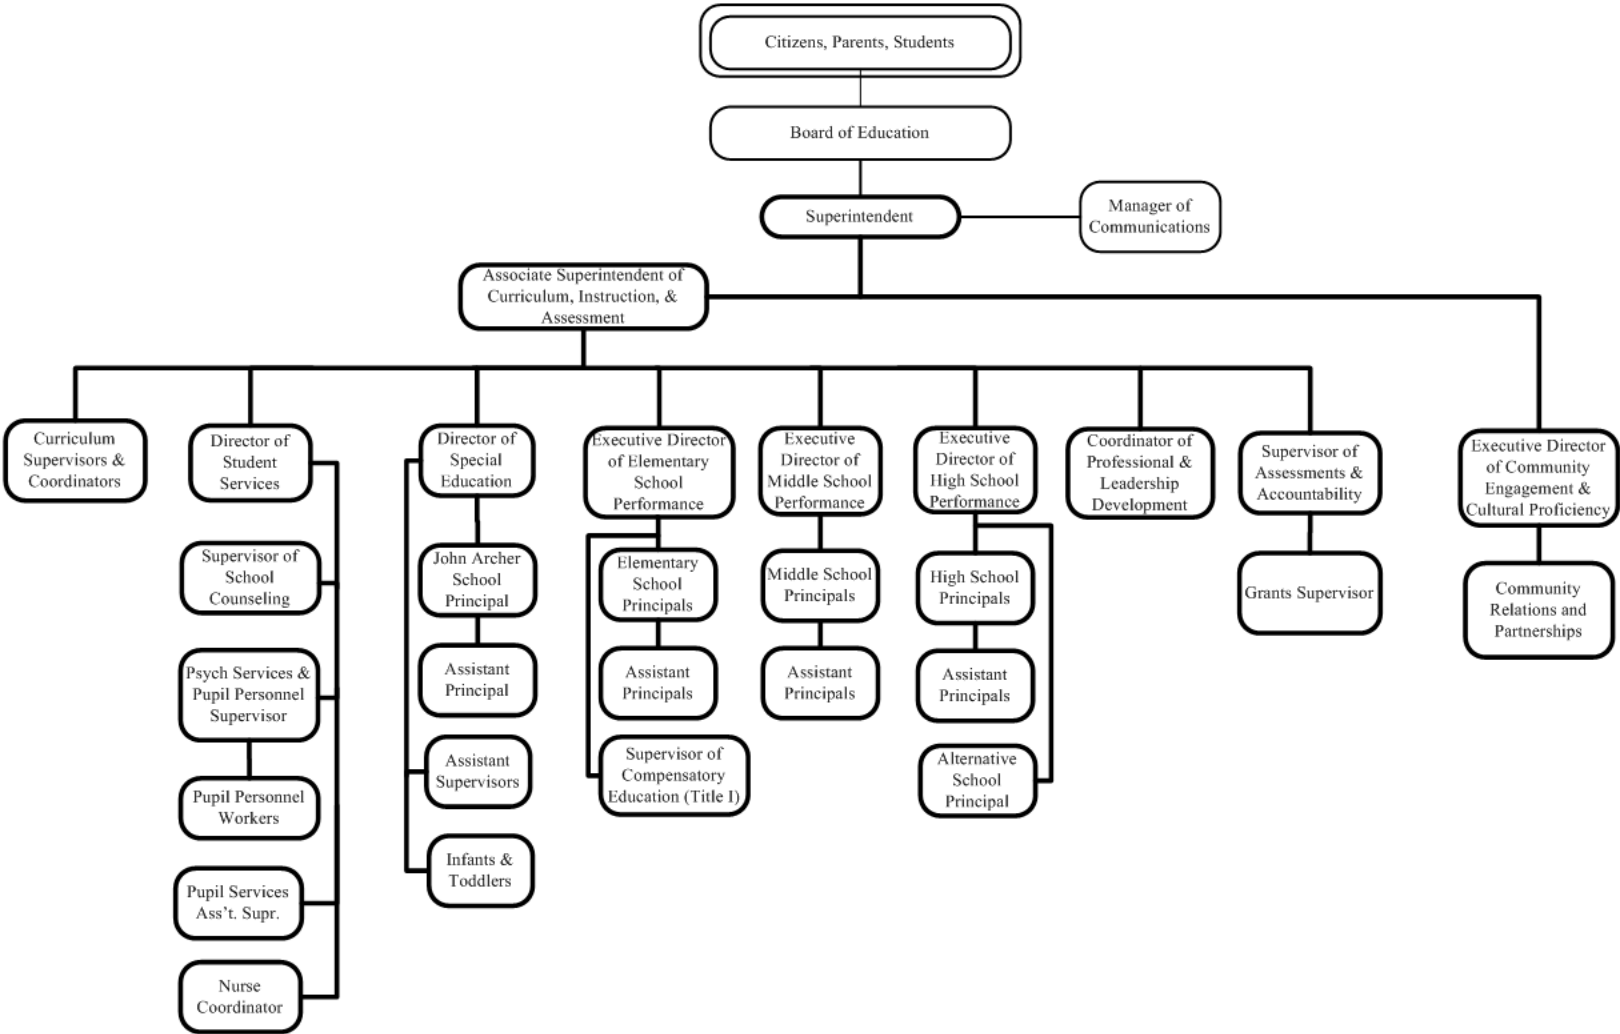 Citizens, Parents, Students
Board of Education
Superintendent
Manager of
Communications
Associate Superintendent of
Curriculum, Instruction, &
Assessment
Curriculum
Supervisors &
Coordinators
Director of
Student
Services
Director of
Special
Education
Executive Director
of Elementary
School
Performance
Executive
Director of
Middle School
Performance
Executive
Director of
High School
Performance
Coordinator of
Professional &
Leadership
Development
Supervisor of
Assessments &
Accountability
Executive Director
of Community
Engagement &
Cultural Proficiency
Supervisor of
School
Counseling
John Archer
School
Principal
Elementary
School
Principals
Middle School
Principals
High School
Principals
Grants Supervisor
Community
Relations and
Partnerships
Psych Services &
Pupil Personnel
Supervisor
Assistant
Principal
Assistant
Principals
Assistant
Principals
Assistant
Principals
Pupil Personnel
Workers
Assistant
Supervisors
Supervisor of
Compensatory
Education (Title I)
Alternative
School
Principal
Pupil Services
Ass't. Supr.
Infants &
Toddlers
Nurse
Coordinator